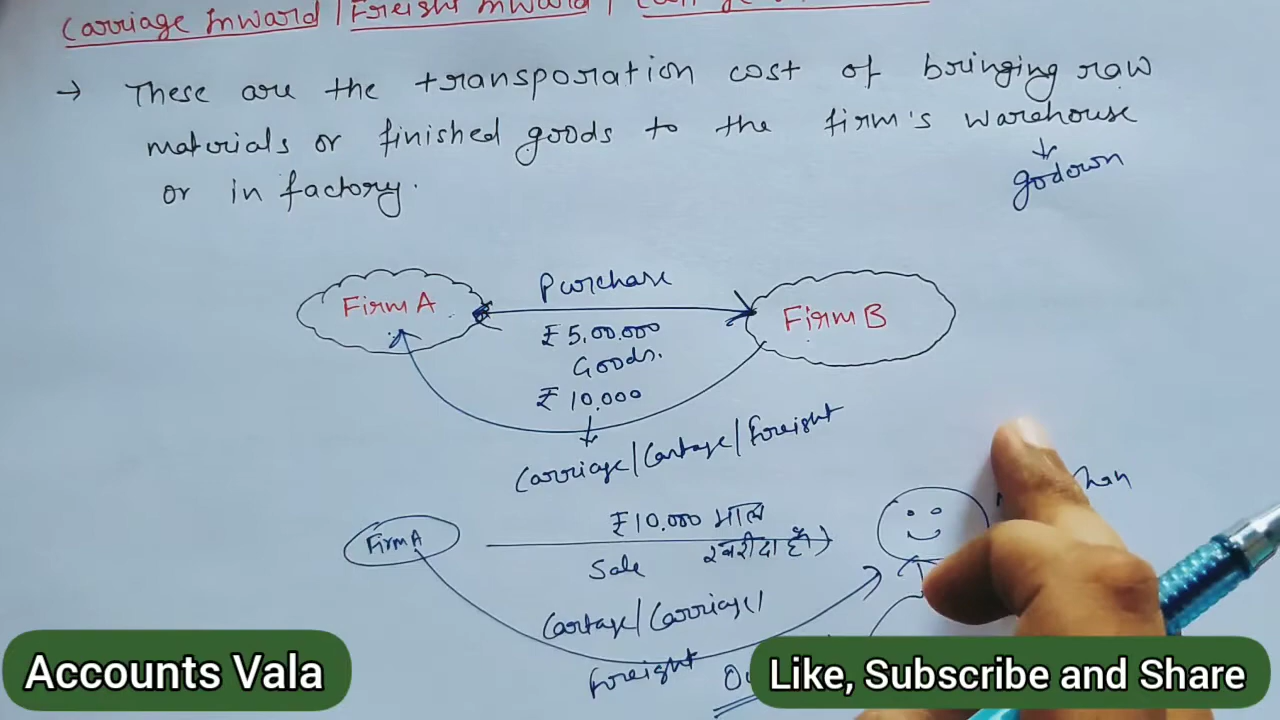 Carriage Inward / Freight Inward /
→ These are the transporation cost of bringing raw
materials or finished goods to the firm's warehouse
or in factory.
godown
Firm A
Purchase
Firm B
₹ 5,00,000
Goods.
₹ 10,000
Carriage/Cartage/Freight
Firm A
₹10,000 माल
Sale खरीदा है
Cartage/Carriage/
Freight
Accounts Vala
Like, Subscribe and Share